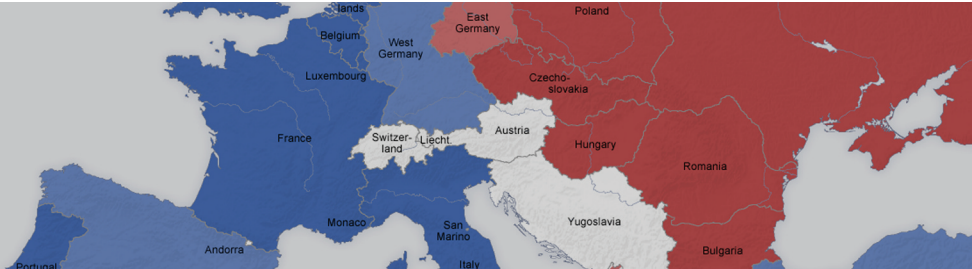 lands
Belgium
Luxembourg
West
Germany
East
Germany
Poland
Czecho-
slovakia
France
Switzer-
land
Liecht.
Austria
Hungary
Romania
Monaco
San
Marino
Italy
Yugoslavia
Bulgaria
Andorra
Portugal